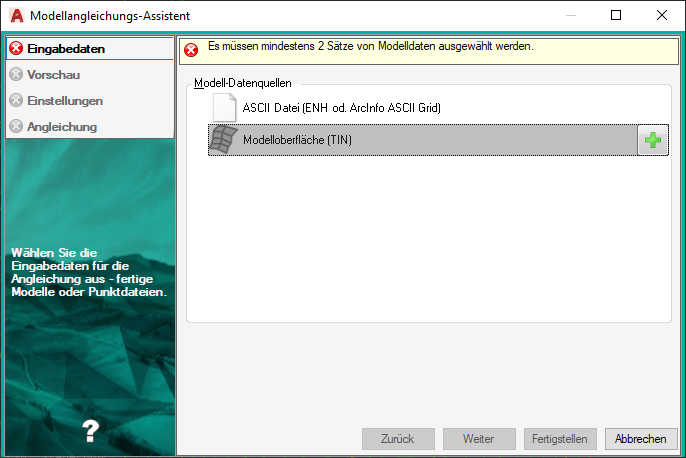 Modellangleichungs-Assistent
Eingabedaten
Vorschau
Einstellungen
Angleichung
Wählen Sie die
Eingabedaten für die
Angleichung aus - fertige
Modelle oder Punktdateien.
?
Es müssen mindestens 2 Sätze von Modelldaten ausgewählt werden.
Modell-Datenquellen
ASCII Datei (ENH od. ArcInfo ASCII Grid)
Modelloberfläche (TIN)
Zurück
Weiter
Fertigstellen
Abbrechen